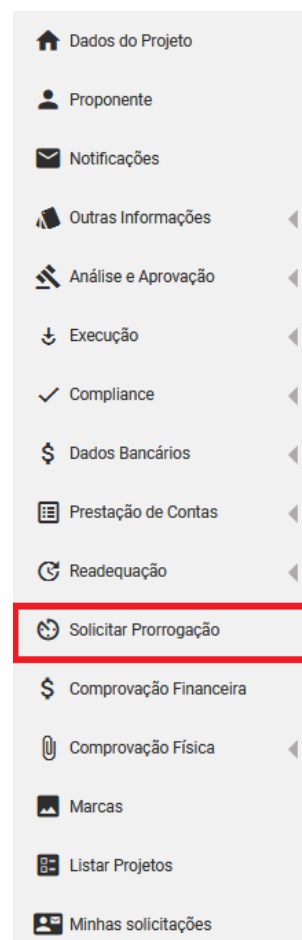 Dados do Projeto
Proponente
Notificações
Outras Informações
Análise e Aprovação
Execução
Compliance
Dados Bancários
Prestação de Contas
Readequação
Solicitar Prorrogação
Comprovação Financeira
Comprovação Física
Marcas
Listar Projetos
Minhas solicitações